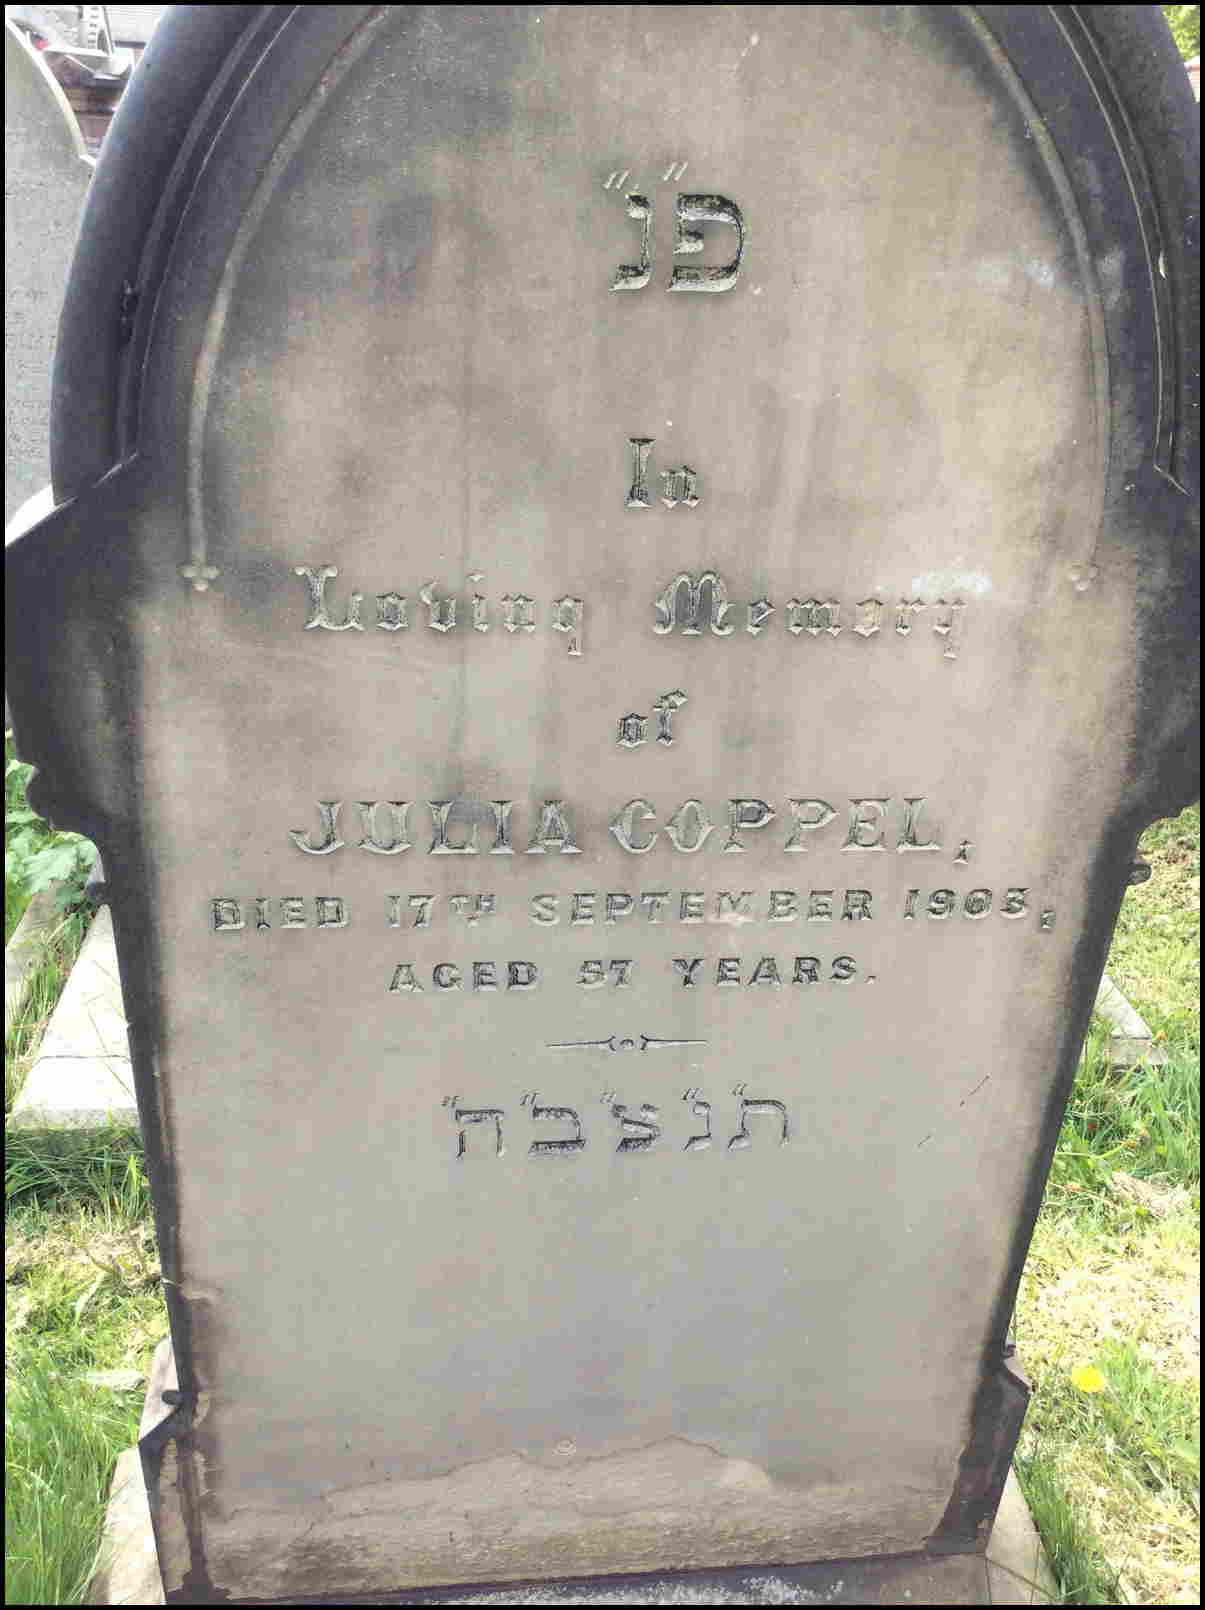 פ״נ״
In
Loving Memory
of
JULIA COPPEL,
DIED 17TH SEPTEMBER 1905,
AGED 57 YEARS.
ת״נ״צ״ב״ה״